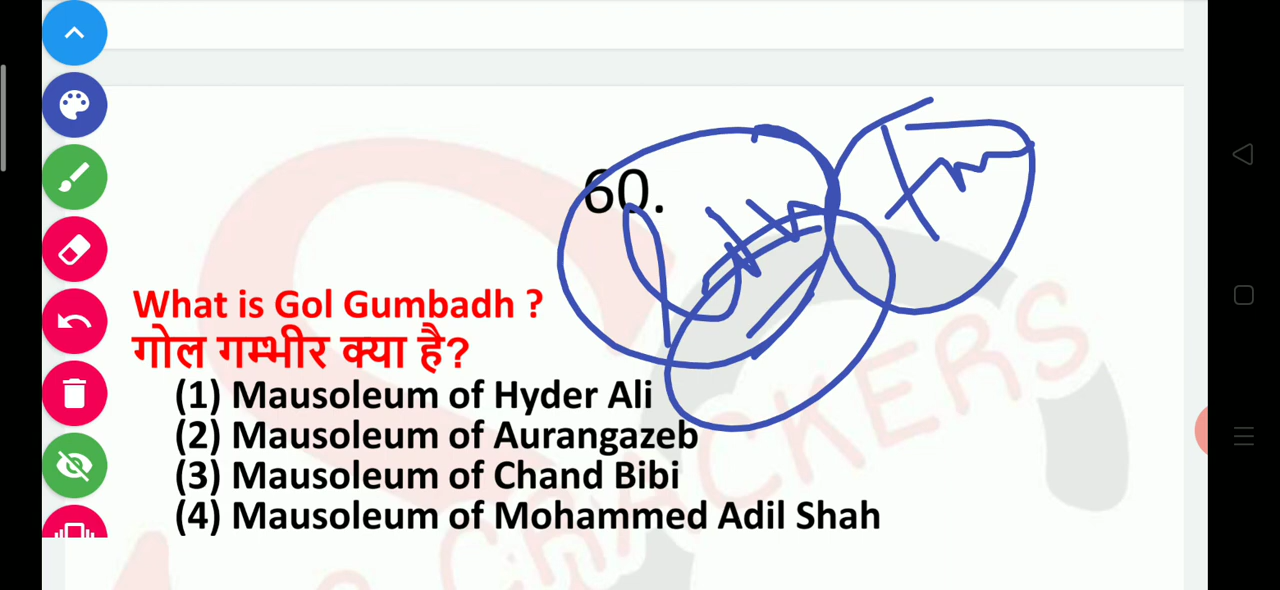 60.
What is Gol Gumbadh ?
गोल गम्भीर क्या है?
(1) Mausoleum of Hyder Ali
(2) Mausoleum of Aurangazeb
(3) Mausoleum of Chand Bibi
(4) Mausoleum of Mohammed Adil Shah
CRACKERS